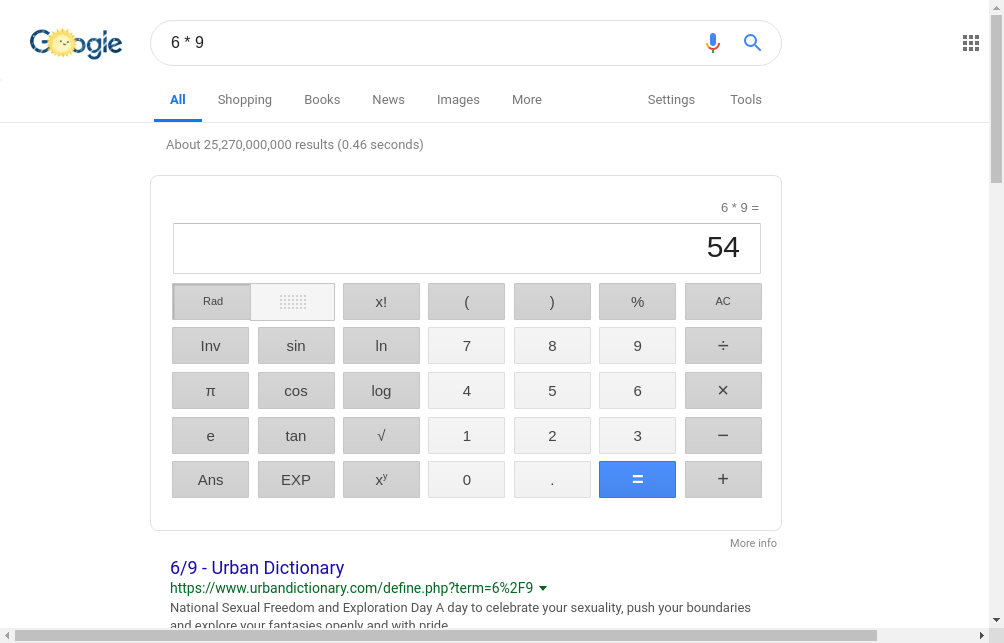 Google
6 * 9
All Shopping Books News Images More Settings Tools
About 25,270,000,000 results (0.46 seconds)
6 * 9 =
54
Rad x! ( ) % AC
Inv sin ln 7 8 9 ÷
π cos log 4 5 6 ×
e tan √ 1 2 3 −
Ans EXP xʸ 0 . = +
More info
6/9 - Urban Dictionary
https://www.urbandictionary.com/define.php?term=6%2F9
National Sexual Freedom and Exploration Day A day to celebrate your sexuality, push your boundaries
and explore your fantasies openly and with pride